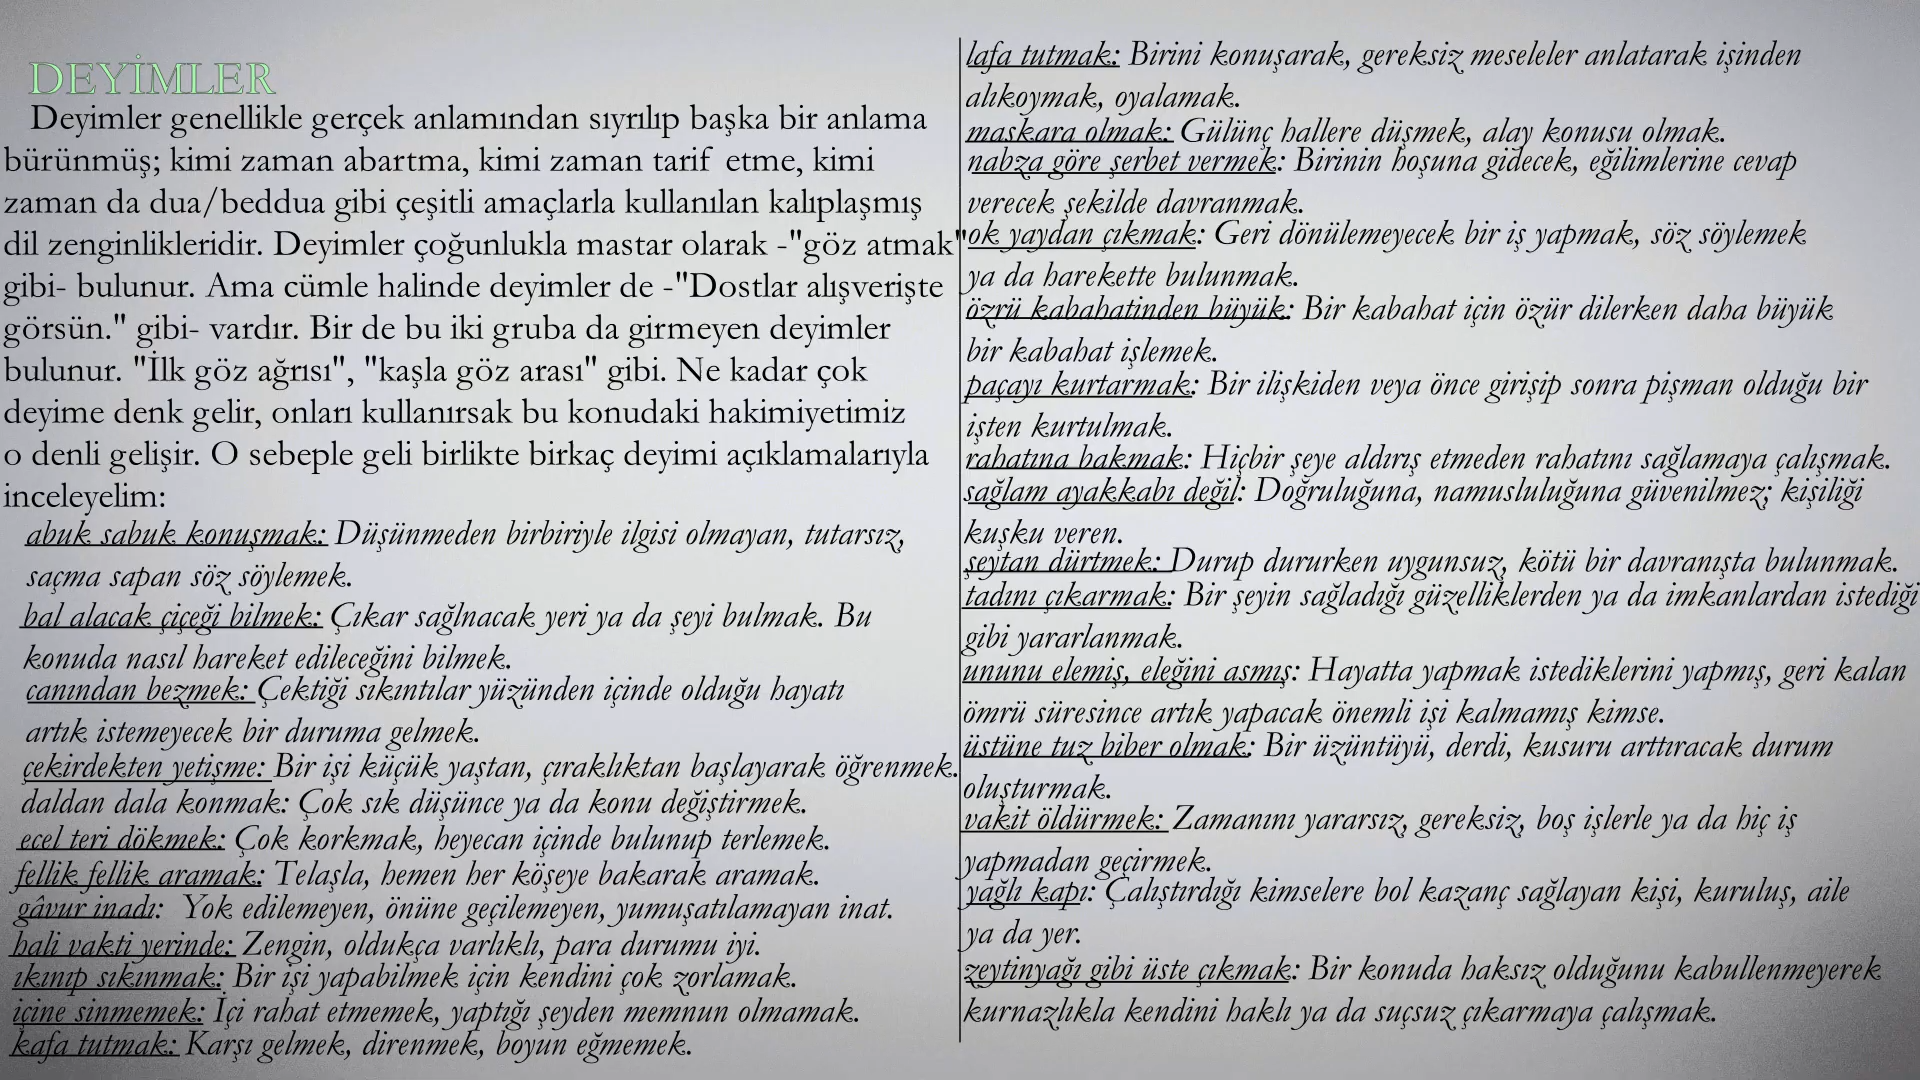 DEYİMLER
Deyimler genellikle gerçek anlamından sıyrılıp başka bir anlama
bürünmüş; kimi zaman abartma, kimi zaman tarif etme, kimi
zaman da dua/beddua gibi çeşitli amaçlarla kullanılan kalıplaşmış
dil zenginlikleridir. Deyimler çoğunlukla mastar olarak -"göz atmak"
gibi- bulunur. Ama cümle halinde deyimler de -"Dostlar alışverişte
görsün." gibi- vardır. Bir de bu iki gruba da girmeyen deyimler
bulunur. "İlk göz ağrısı", "kaşla göz arası" gibi. Ne kadar çok
deyime denk gelir, onları kullanırsak bu konudaki hakimiyetimiz
o denli gelişir. O sebeple geli birlikte birkaç deyimi açıklamalarıyla
inceleyelim:
abuk sabuk konuşmak: Düşünmeden birbiriyle ilgisi olmayan, tutarsız,
saçma sapan söz söylemek.
bal alacak çiçeği bilmek: Çıkar sağlnacak yeri ya da şeyi bulmak. Bu
konuda nasıl hareket edileceğini bilmek.
canından bezmek: Çektiği sıkıntılar yüzünden içinde olduğu hayatı
artık istemeyecek bir duruma gelmek.
çekirdekten yetişme: Bir işi küçük yaştan, çıraklıktan başlayarak öğrenmek.
daldan dala konmak: Çok sık düşünce ya da konu değiştirmek.
ecel teri dökmek: Çok korkmak, heyecan içinde bulunup terlemek.
fellik fellik aramak: Telaşla, hemen her köşeye bakarak aramak.
gâvur inadı: Yok edilemeyen, önüne geçilemeyen, yumuşatılamayan inat.
hali vakti yerinde: Zengin, oldukça varlıklı, para durumu iyi.
ıkınıp sıkınmak: Bir işi yapabilmek için kendini çok zorlamak.
içine sinmemek: İçi rahat etmemek, yaptığı şeyden memnun olmamak.
kafa tutmak: Karşı gelmek, direnmek, boyun eğmemek.
lafa tutmak: Birini konuşarak, gereksiz meseleler anlatarak işinden
alıkoymak, oyalamak.
maskara olmak: Gülünç hallere düşmek, alay konusu olmak.
nabza göre şerbet vermek: Birinin hoşuna gidecek, eğilimlerine cevap
verecek şekilde davranmak.
ok yaydan çıkmak: Geri dönülemeyecek bir iş yapmak, söz söylemek
ya da harekette bulunmak.
özrü kabahatinden büyük: Bir kabahat için özür dilerken daha büyük
bir kabahat işlemek.
paçayı kurtarmak: Bir ilişkiden veya önce girişip sonra pişman olduğu bir
işten kurtulmak.
rahatına bakmak: Hiçbir şeye aldırış etmeden rahatını sağlamaya çalışmak.
sağlam ayakkabı değil: Doğruluğuna, namusluluğuna güvenilmez; kişiliği
kuşku veren.
şeytan dürtmek: Durup dururken uygunsuz, kötü bir davranışta bulunmak.
tadını çıkarmak: Bir şeyin sağladığı güzelliklerden ya da imkanlardan istediği
gibi yararlanmak.
ununu elemiş, eleğini asmış: Hayatta yapmak istediklerini yapmış, geri kalan
ömrü süresince artık yapacak önemli işi kalmamış kimse.
üstüne tuz biber olmak: Bir üzüntüyü, derdi, kusuru arttıracak durum
oluşturmak.
vakit öldürmek: Zamanını yararsız, gereksiz, boş işlerle ya da hiç iş
yapmadan geçirmek.
yağlı kapı: Çalıştırdığı kimselere bol kazanç sağlayan kişi, kuruluş, aile
ya da yer.
zeytinyağı gibi üste çıkmak: Bir konuda haksız olduğunu kabullenmeyerek
kurnazlıkla kendini haklı ya da suçsuz çıkarmaya çalışmak.